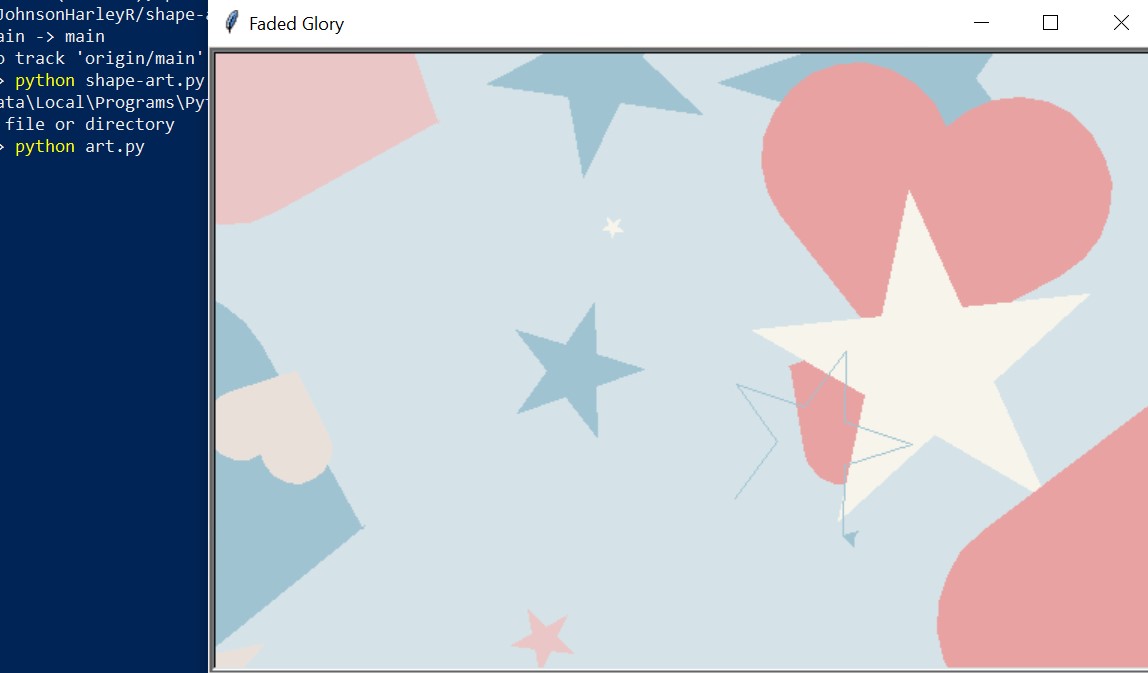 JohnsonHarleyR/shape-
ain -> main
o track 'origin/main'
> python shape-art.py
ata\Local\Programs\Py
file or directory
> python art.py
Faded Glory